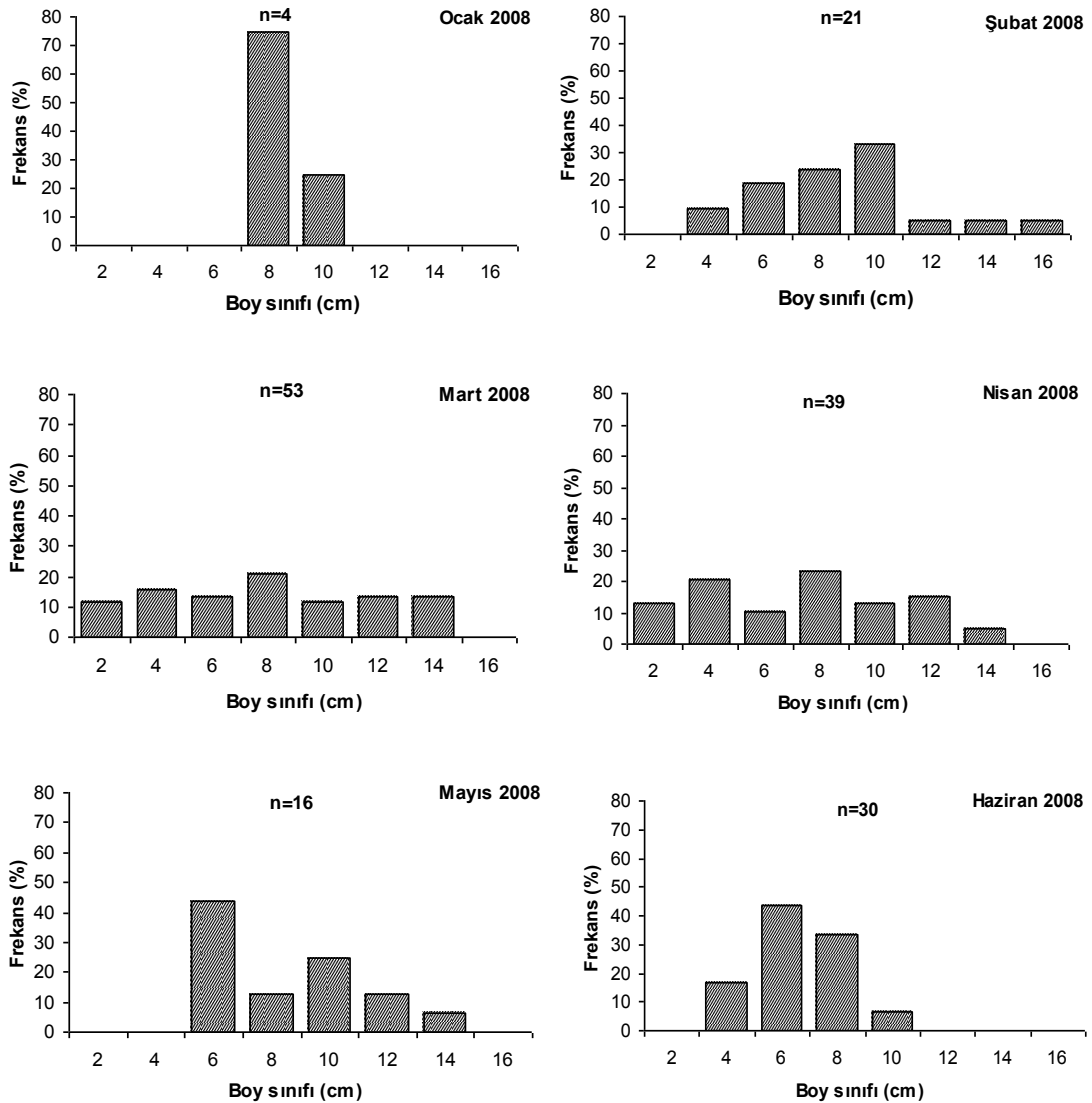 n=4
Ocak 2008
Frekans (%)
80
70
60
50
40
30
20
10
0
2 4 6 8 10 12 14 16
Boy sınıfı (cm)
n=21
Şubat 2008
Frekans (%)
80
70
60
50
40
30
20
10
0
2 4 6 8 10 12 14 16
Boy sınıfı (cm)
n=53
Mart 2008
Frekans (%)
80
70
60
50
40
30
20
10
0
2 4 6 8 10 12 14 16
Boy sınıfı (cm)
n=39
Nisan 2008
Frekans (%)
80
70
60
50
40
30
20
10
0
2 4 6 8 10 12 14 16
Boy sınıfı (cm)
n=16
Mayıs 2008
Frekans (%)
80
70
60
50
40
30
20
10
0
2 4 6 8 10 12 14 16
Boy sınıfı (cm)
n=30
Haziran 2008
Frekans (%)
80
70
60
50
40
30
20
10
0
2 4 6 8 10 12 14 16
Boy sınıfı (cm)